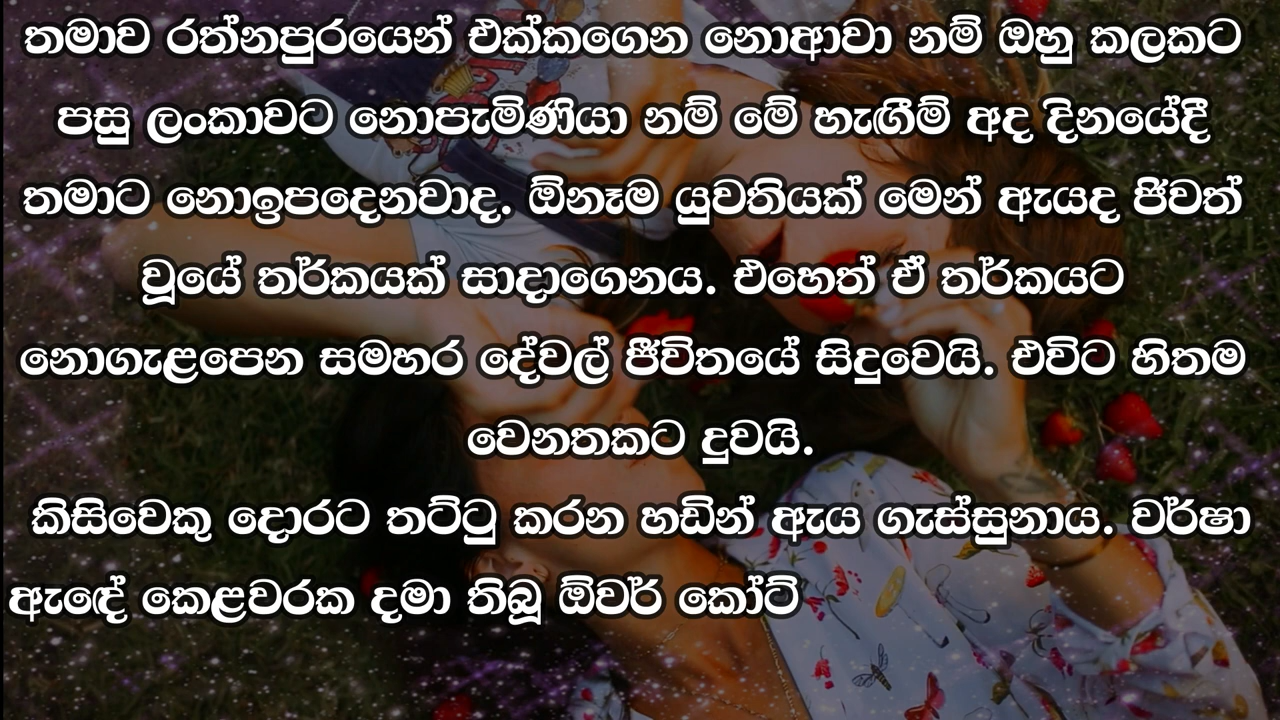 තමාව රත්නපුරයෙන් එක්කගෙන නොආවා නම් ඔහු කලකට
පසු ලංකාවට නොපැමිණියා නම් මේ හැඟීම් අද දිනයේදී
තමාට නොඉපදෙනවාද. ඕනෑම යුවතියක් මෙන් ඇයද ජිවත්
වූයේ තර්කයක් සාදාගෙනය. එහෙත් ඒ තර්කයට
නොගැළපෙන සමහර දේවල් ජීවිතයේ සිදුවෙයි. එවිට හිතම
වෙනතකට දුවයි.
කිසිවෙකු දොරට තට්ටු කරන හඩින් ඇය ගැස්සුනාය. වර්ෂා
ඇඳේ කෙළවරක දමා තිබූ ඕවර් කෝට්